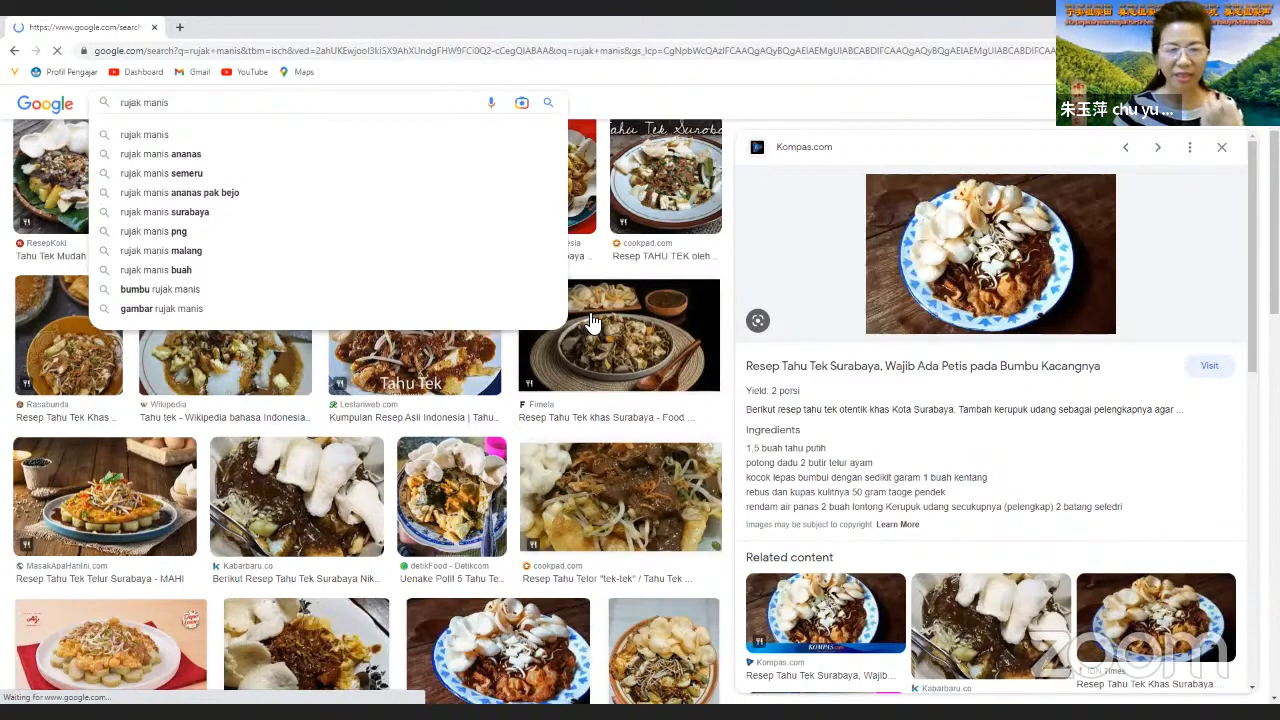 https://www.google.com/search
google.com/search?q=rujak+manis&tbm=isch&ved=
Profil Pengajar
Dashboard
Gmail
YouTube
Maps
朱玉萍 chu yu ...
Google
rujak manis
rujak manis
rujak manis ananas
rujak manis semeru
rujak manis ananas pak bejo
rujak manis surabaya
rujak manis png
rujak manis malang
rujak manis buah
bumbu rujak manis
gambar rujak manis
ResepKoki
Tahu Tek Mudah
cookpad.com
Resep TAHU TEK oleh ..
Kompas.com
Rasabunda
Resep Tahu Tek Khas ..
Wikipedia
Tahu tek - Wikipedia bahasa Indonesia..
Tahu Tek
Lestariweb.com
Kumpulan Resep Asli Indonesia | Tahu...
Fimela
Resep Tahu Tek khas Surabaya - Food ...
Resep Tahu Tek Surabaya, Wajib Ada Petis pada Bumbu Kacangnya
Visit
Yield: 2 porsi
Berikut resep tahu tek otentik khas Kota Surabaya. Tambah kerupuk udang sebagai pelengkapnya agar ...
Ingredients
1,5 buah tahu putih
potong dadu 2 butir telur ayam
kocok lepas bumbui dengan sedikit garam 1 buah kentang
rebus dan kupas kulitnya 50 gram taoge pendek
rendam air panas 2 buah lontong Kerupuk udang secukupnya (pelengkap) 2 batang seledri
Images may be subject to copyright Learn More
Related content
MasakApaHariIni.com
Resep Tahu Tek Telur Surabaya - MAHI
Kabarbaru.co
Berikut Resep Tahu Tek Surabaya Nik..
detikFood - Detikcom
Uenake Polll 5 Tahu Te..
cookpad.com
Resep Tahu Telor "tek-tek" / Tahu Tek ...
KOMPAS.com
Kompas.com
Resep Tahu Tek Surabaya, Wajib...
Kabarbaru.co
IDN Times
Resep Tahu Tek Khas Surabaya...
zoom
Waiting for www.google.com...